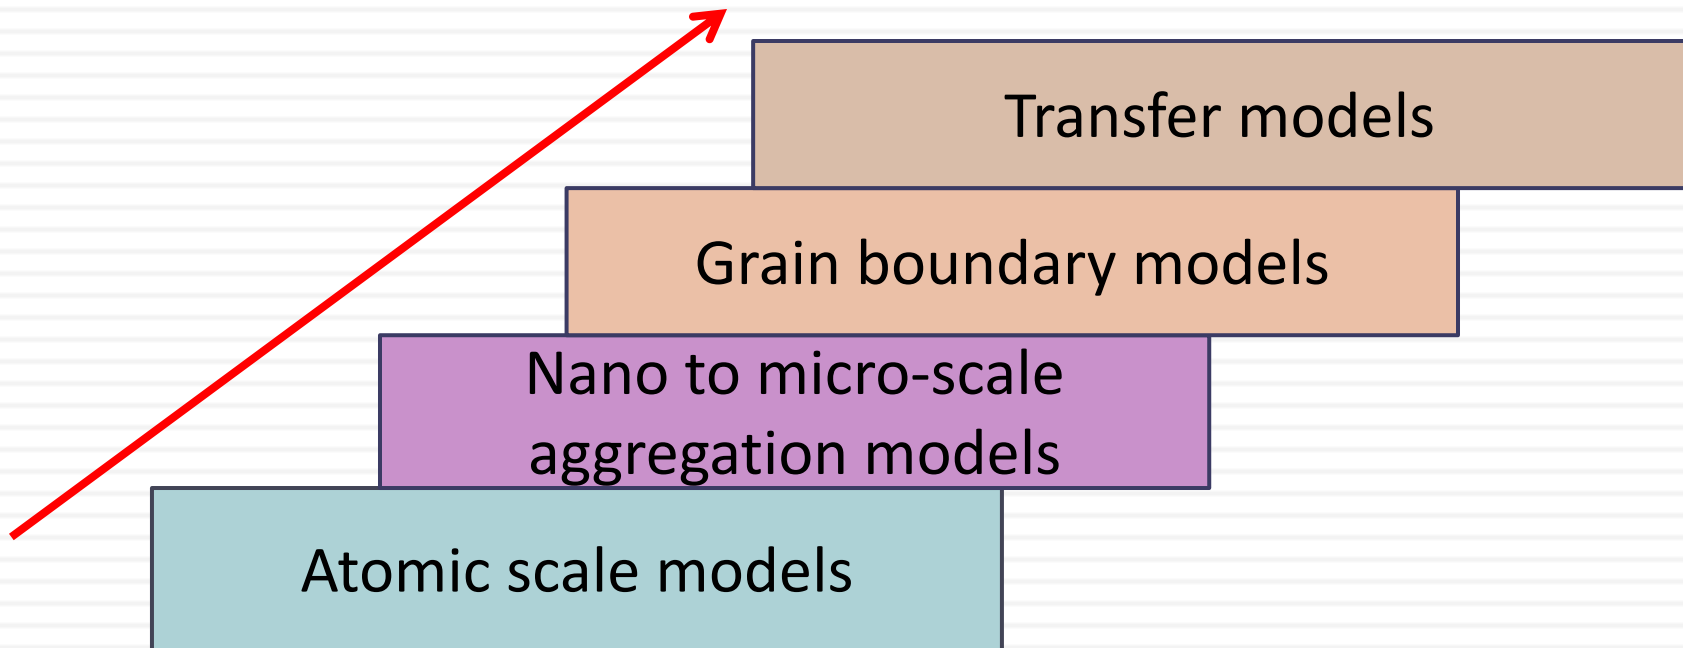 Transfer models
Grain boundary models
Nano to micro-scale
aggregation models
Atomic scale models